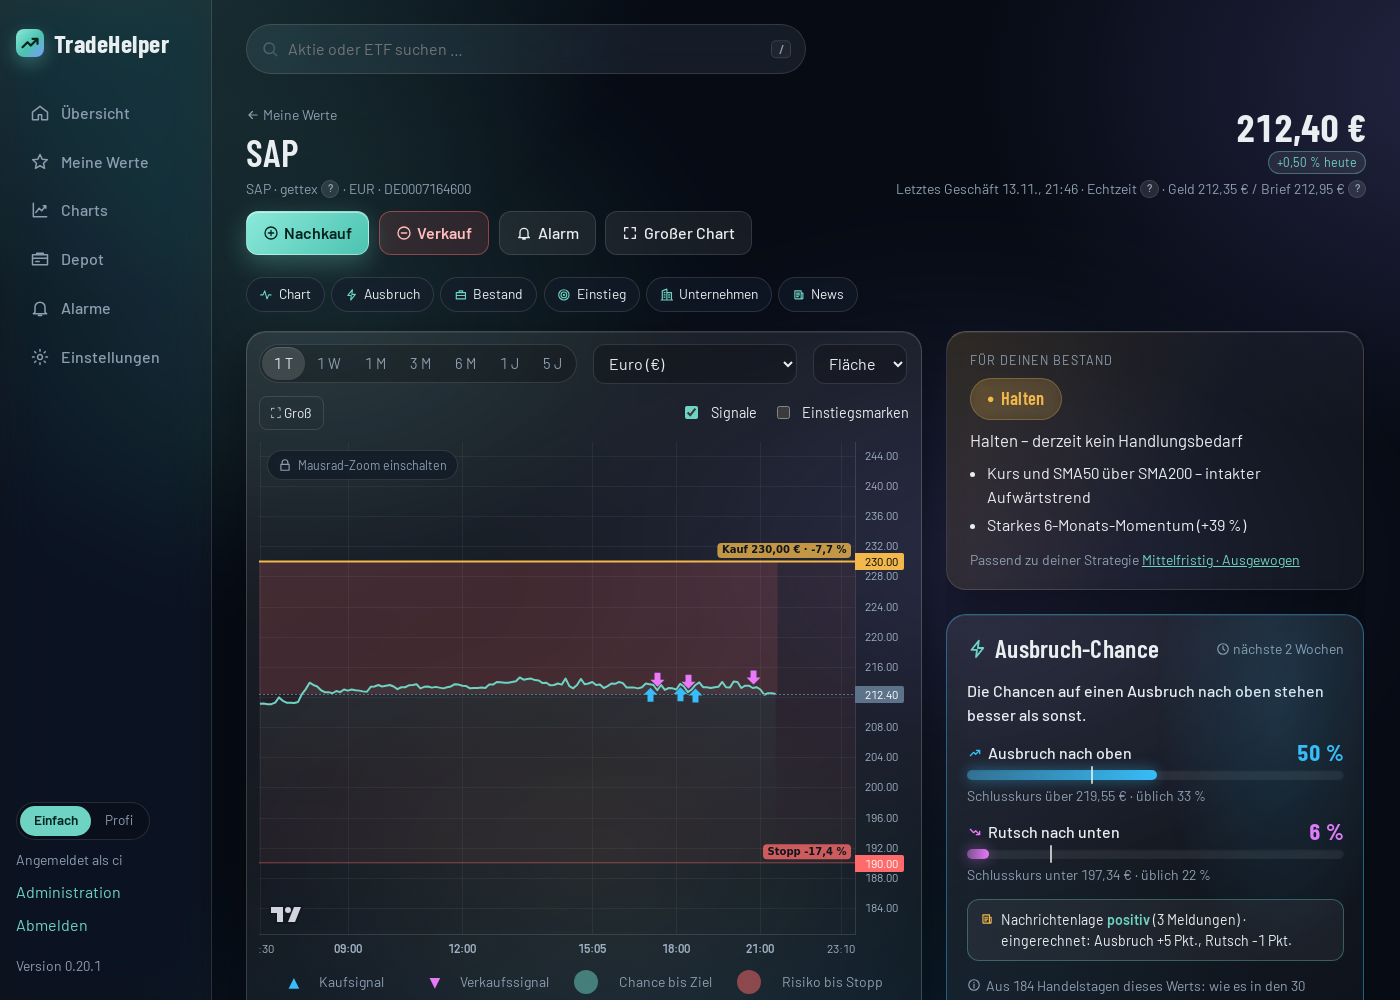 TradeHelper
Übersicht
Meine Werte
Charts
Depot
Alarme
Einstellungen
Einfach Profi
Angemeldet als ci
Administration
Abmelden
Version 0.20.1
Aktie oder ETF suchen ... /
← Meine Werte
SAP
SAP · gettex ? · EUR · DE0007164600
212,40 €
+0,50 % heute
Letztes Geschäft 13.11., 21:46 · Echtzeit ? · Geld 212,35 € / Brief 212,95 € ?
Nachkauf Verkauf Alarm Großer Chart
Chart Ausbruch Bestand Einstieg Unternehmen News
1 T 1 W 1 M 3 M 6 M 1 J 5 J Euro (€) Fläche
Groß Signale Einstiegsmarken
Mausrad-Zoom einschalten
244.00
240.00
236.00
232.00
Kauf 230,00 € · -7,7 %
230.00
228.00
224.00
220.00
216.00
212.40
208.00
204.00
200.00
196.00
192.00
Stopp -17,4 %
190.00
188.00
184.00
:30 09:00 12:00 15:05 18:00 21:00 23:10
Kaufsignal Verkaufssignal Chance bis Ziel Risiko bis Stopp
FÜR DEINEN BESTAND
• Halten
Halten – derzeit kein Handlungsbedarf
• Kurs und SMA50 über SMA200 – intakter
Aufwärtstrend
• Starkes 6-Monats-Momentum (+39 %)
Passend zu deiner Strategie Mittelfristig · Ausgewogen
Ausbruch-Chance nächste 2 Wochen
Die Chancen auf einen Ausbruch nach oben stehen
besser als sonst.
Ausbruch nach oben 50 %
Schlusskurs über 219,55 € · üblich 33 %
Rutsch nach unten 6 %
Schlusskurs unter 197,34 € · üblich 22 %
Nachrichtenlage positiv (3 Meldungen) ·
eingerechnet: Ausbruch +5 Pkt., Rutsch -1 Pkt.
Aus 184 Handelstagen dieses Werts: wie es in den 30